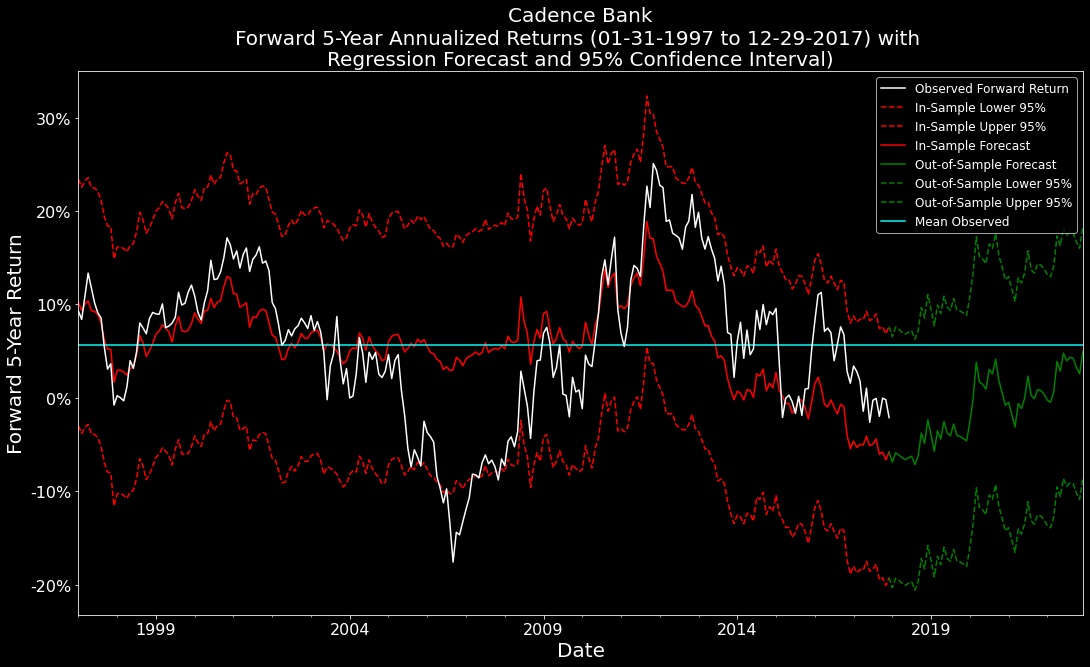 Cadence Bank
Forward 5-Year Annualized Returns (01-31-1997 to 12-29-2017) with
Regression Forecast and 95% Confidence Interval)
Observed Forward Return
In-Sample Lower 95%
In-Sample Upper 95%
In-Sample Forecast
Out-of-Sample Forecast
Out-of-Sample Lower 95%
Out-of-Sample Upper 95%
Mean Observed
Forward 5-Year Return
30%
20%
10%
0%
-10%
-20%
1999
2004
2009
2014
2019
Date